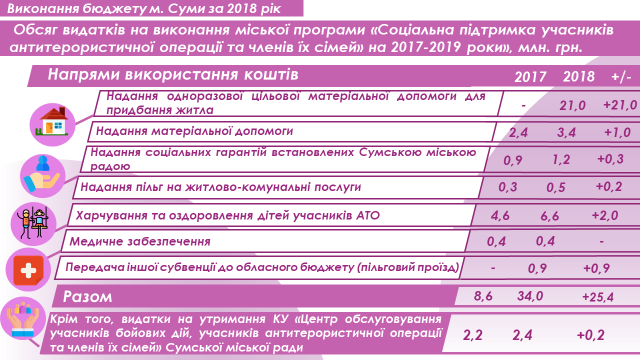 Виконання бюджету м. Суми за 2018 рік
Обсяг видатків на виконання міської програми «Соціальна підтримка учасників
антитерористичної операції та членів їх сімей» на 2017-2019 роки», млн. грн.
Напрями використання коштів 2017 2018 +/-
Надання одноразової цільової матеріальної допомоги для
придбання житла - 21,0 +21,0
Надання матеріальної допомоги 2,4 3,4 +1,0
Надання соціальних гарантій встановлених Сумською міською
радою 0,9 1,2 +0,3
Надання пільг на житлово-комунальні послуги 0,3 0,5 +0,2
Харчування та оздоровлення дітей учасників АТО 4,6 6,6 +2,0
Медичне забезпечення 0,4 0,4 -
Передача іншої субвенції до обласного бюджету (пільговий проїзд) - 0,9 +0,9
Разом 8,6 34,0 +25,4
Крім того, видатки на утримання КУ «Центр обслуговування
учасників бойових дій, учасників антитерористичної операції
та членів їх сімей» Сумської міської ради 2,2 2,4 +0,2